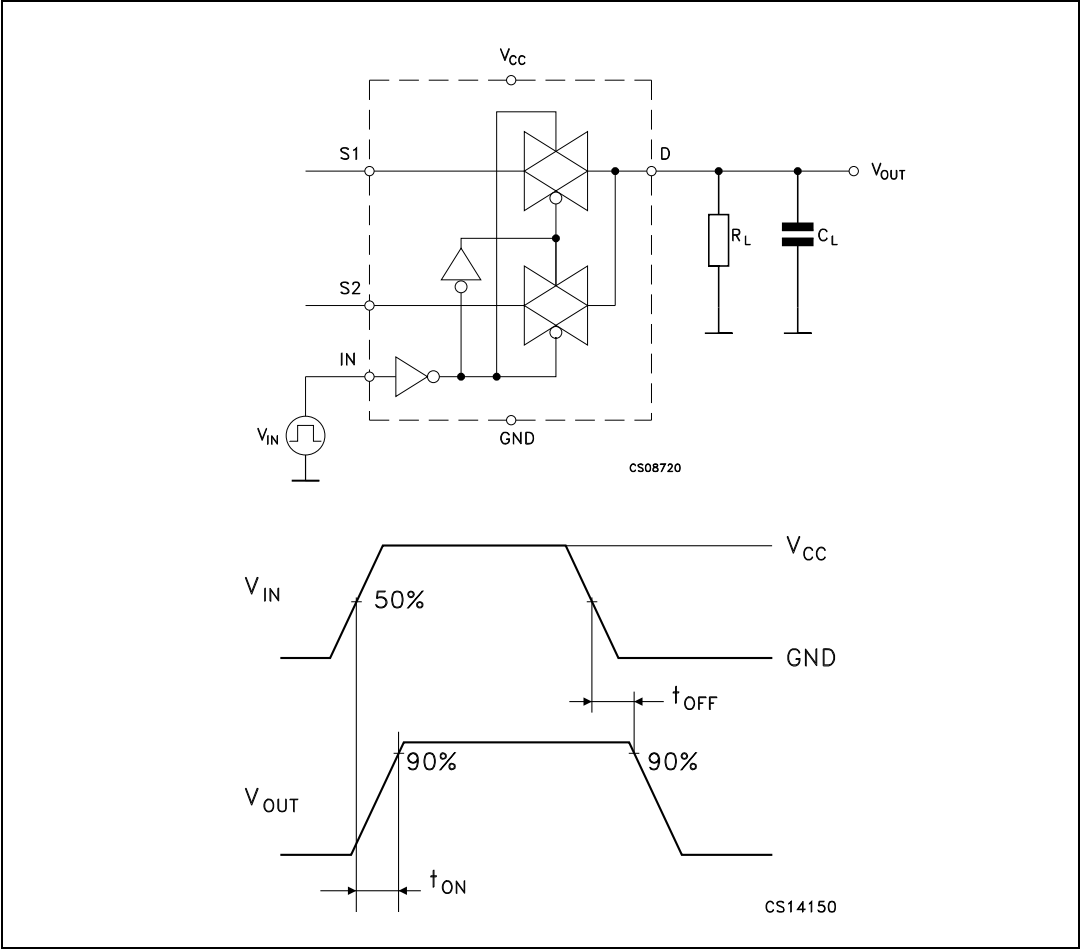 VCC
S1
D
VOUT
RL
CL
S2
IN
VIN
GND
CS08720
VCC
VIN
50%
GND
tOFF
90%
90%
VOUT
tON
CS14150